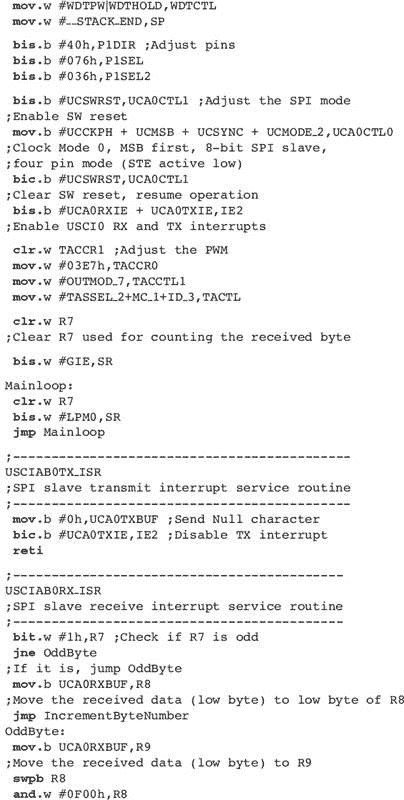 mov.w #WDTPW|WDTHOLD,WDTCTL
mov.w #__STACK_END,SP
bis.b #40h,P1DIR ;Adjust pins
bis.b #076h,P1SEL
bis.b #036h,P1SEL2
bis.b #UCSWRST,UCA0CTL1 ;Adjust the SPI mode
;Enable SW reset
mov.b #UCCKPH + UCMSB + UCSYNC + UCMODE_2,UCA0CTL0
;Clock Mode 0, MSB first, 8-bit SPI slave,
;four pin mode (STE active low)
bic.b #UCSWRST,UCA0CTL1
;Clear SW reset, resume operation
bis.b #UCA0RXIE + UCA0TXIE,IE2
;Enable USCI0 RX and TX interrupts
clr.w TACCR1 ;Adjust the PWM
mov.w #03E7h,TACCR0
mov.w #OUTMOD_7,TACCTL1
mov.w #TASSEL_2+MC_1+ID_3,TACTL
clr.w R7
;Clear R7 used for counting the received byte
bis.w #GIE,SR
Mainloop:
clr.w R7
bis.w #LPM0,SR
jmp Mainloop
;-------------------------------------------
USCIAB0TX_ISR
;SPI slave transmit interrupt service routine
;-------------------------------------------
mov.b #0h,UCA0TXBUF ;Send Null character
bic.b #UCA0TXIE,IE2 ;Disable TX interrupt
reti
;------------------------------------------
USCIAB0RX_ISR
;SPI slave receive interrupt service routine
;------------------------------------------
bit.w #1h,R7 ;Check if R7 is odd
jne OddByte
;If it is, jump OddByte
mov.b UCA0RXBUF,R8
;Move the received data (low byte) to low byte of R8
jmp IncrementByteNumber
OddByte:
mov.b UCA0RXBUF,R9
;Move the received data (low byte) to R9
swpb R8
and.w #0F00h,R8